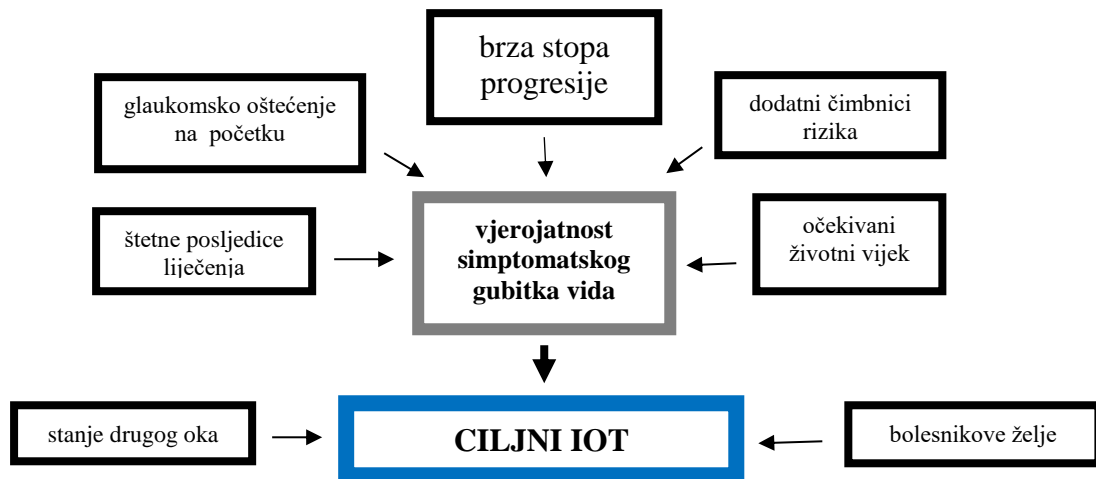 brza stopa
progresije
glaukomsko oštećenje
na početku
dodatni čimbnici
rizika
štetne posljedice
liječenja
vjerojatnost
simptomatskog
gubitka vida
očekivani
životni vijek
stanje drugog oka
CILJNI IOT
bolesnikove želje